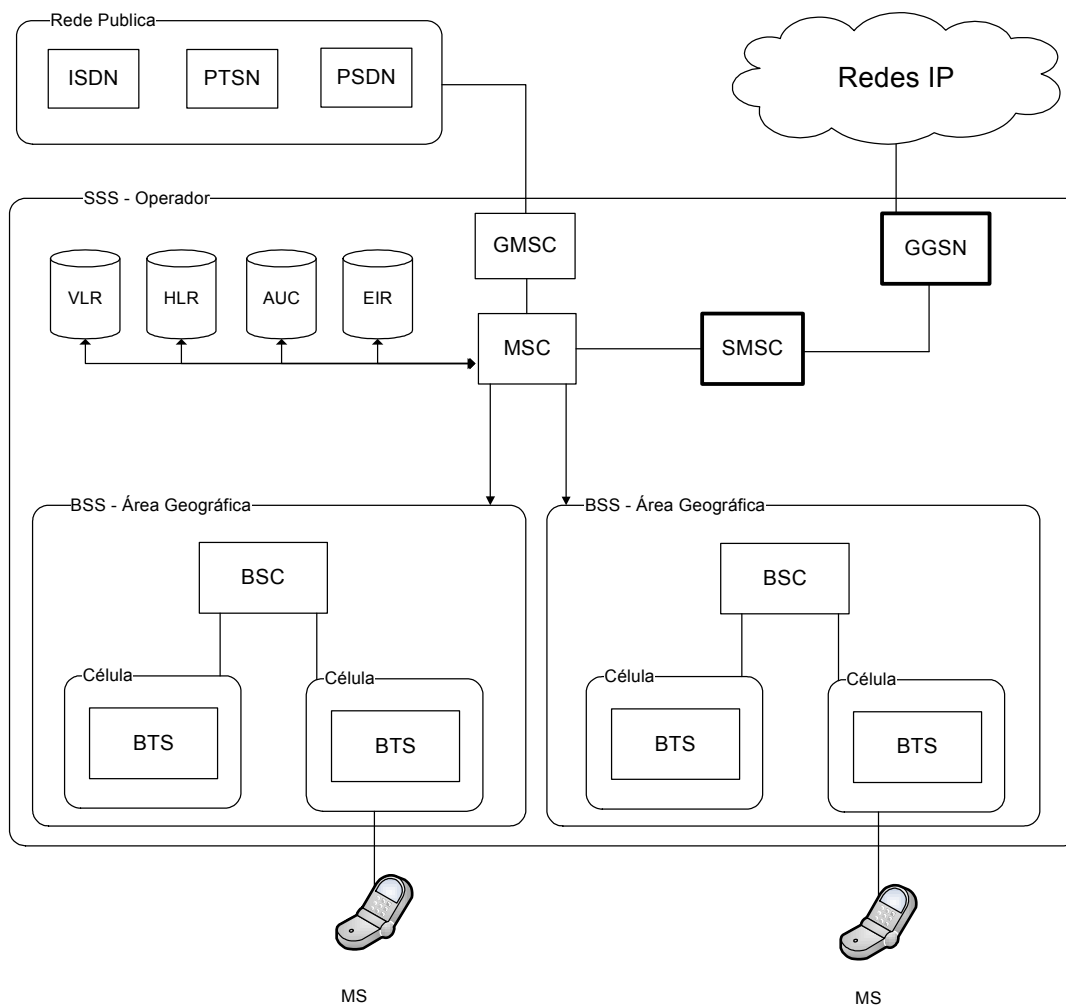 Rede Publica
ISDN
PTSN
PSDN
Redes IP
SSS - Operador
GMSC
GGSN
VLR
HLR
AUC
EIR
MSC
SMSC
BSS - Área Geográfica
BSS - Área Geográfica
BSC
BSC
Célula
Célula
Célula
Célula
BTS
BTS
BTS
BTS
MS
MS